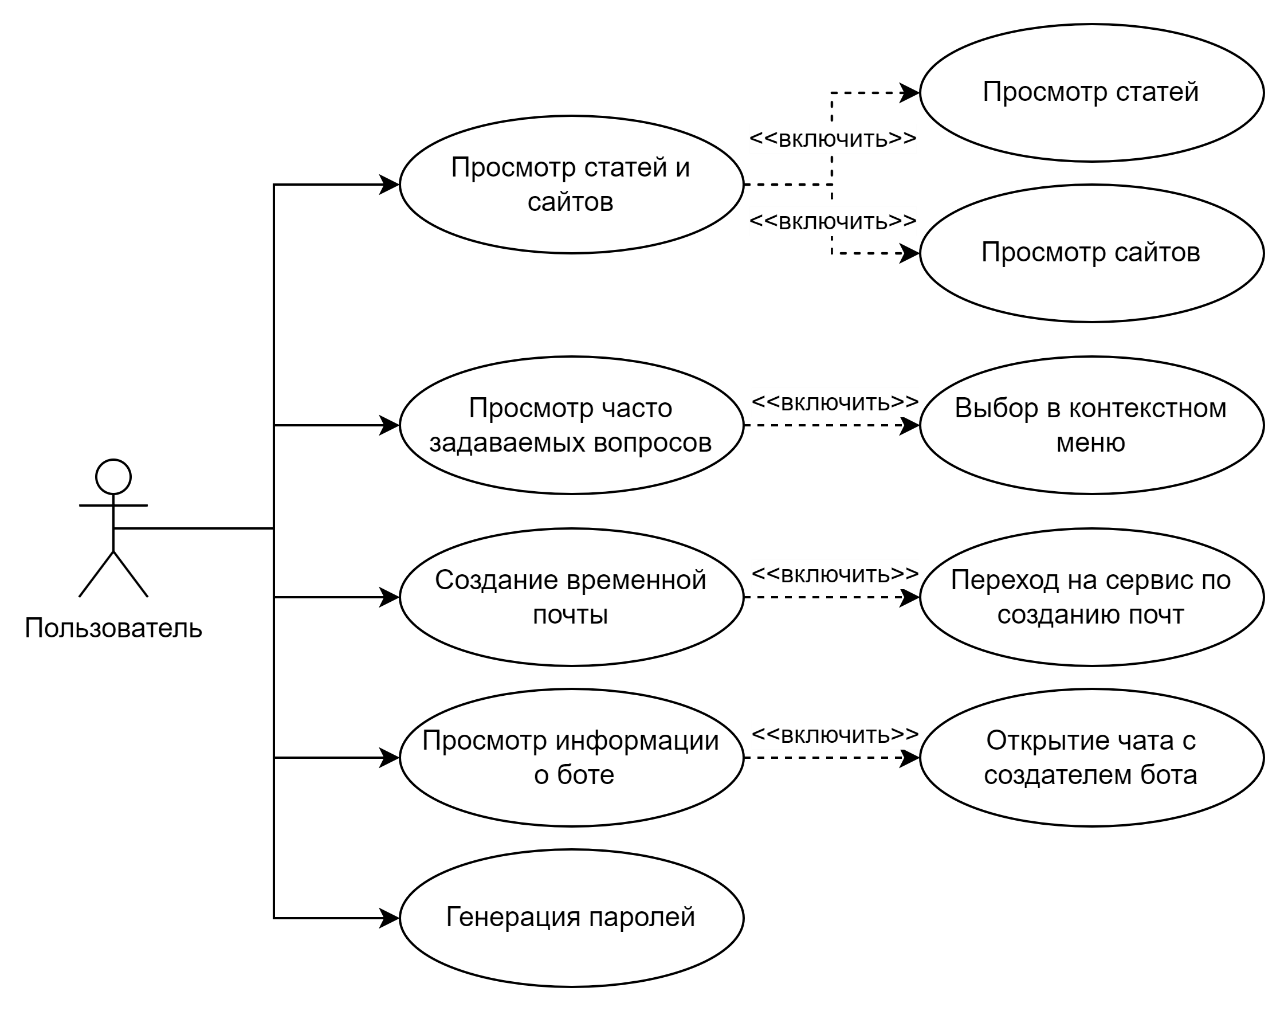 Просмотр статей
<<включить>>
Просмотр статей и
сайтов
<<включить>>
Просмотр сайтов
Просмотр часто
задаваемых вопросов
<<включить>>
Выбор в контекстном
меню
Пользователь
Создание временной
почты
<<включить>>
Переход на сервис по
созданию почт
Просмотр информации
о боте
<<включить>>
Открытие чата с
создателем бота
Генерация паролей